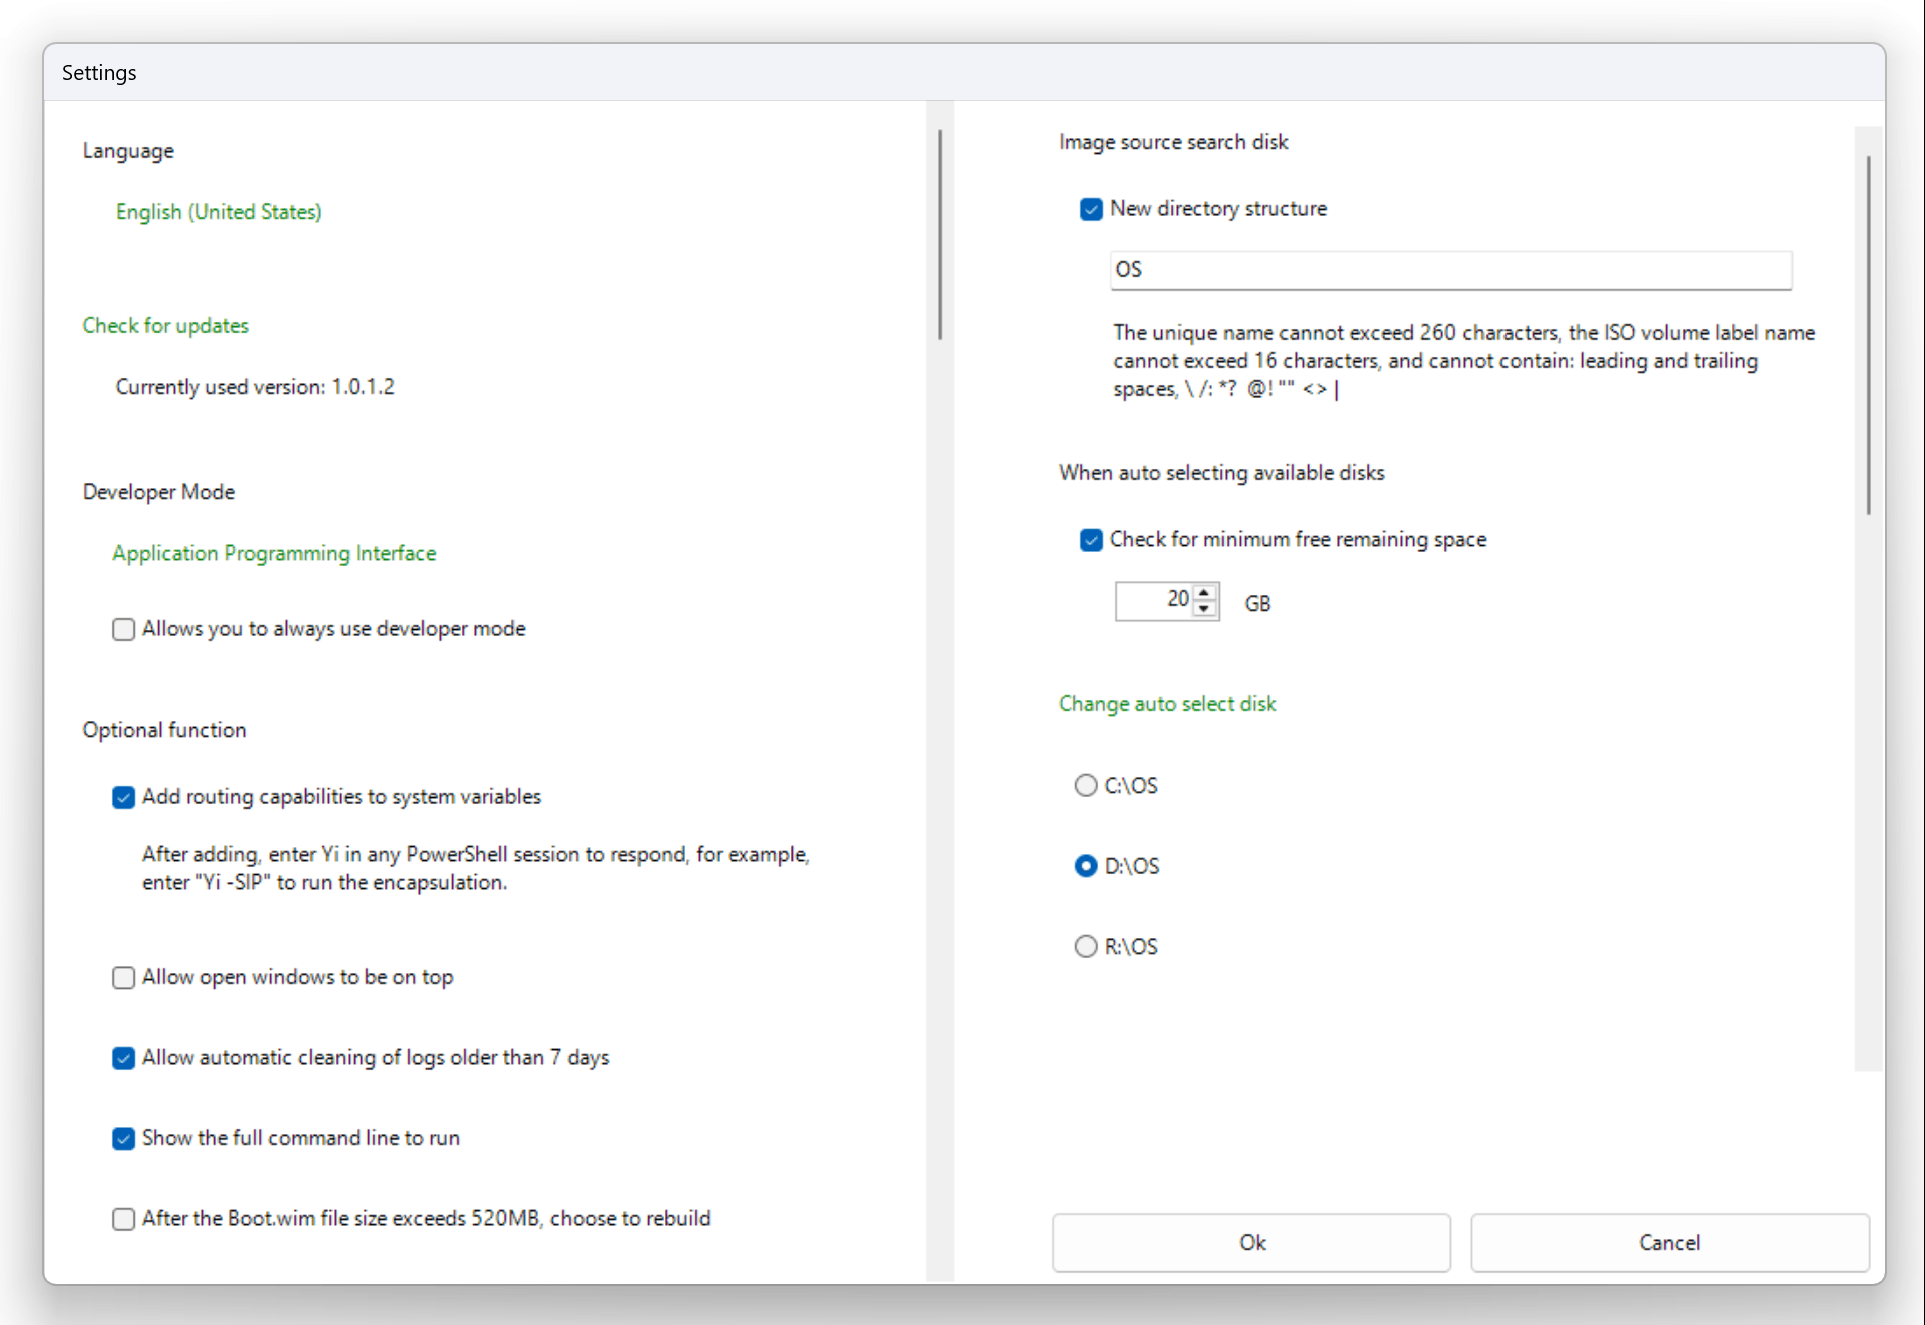 Settings
Language
English (United States)
Check for updates
Currently used version: 1.0.1.2
Developer Mode
Application Programming Interface
Allows you to always use developer mode
Optional function
Add routing capabilities to system variables
After adding, enter Yi in any PowerShell session to respond, for example,
enter "Yi -SIP" to run the encapsulation.
Allow open windows to be on top
Allow automatic cleaning of logs older than 7 days
Show the full command line to run
After the Boot.wim file size exceeds 520MB, choose to rebuild
Image source search disk
New directory structure
OS
The unique name cannot exceed 260 characters, the ISO volume label name
cannot exceed 16 characters, and cannot contain: leading and trailing
spaces, \ /: *?  @! "" <> |
When auto selecting available disks
Check for minimum free remaining space
20 GB
Change auto select disk
C:\OS
D:\OS
R:\OS
Ok
Cancel